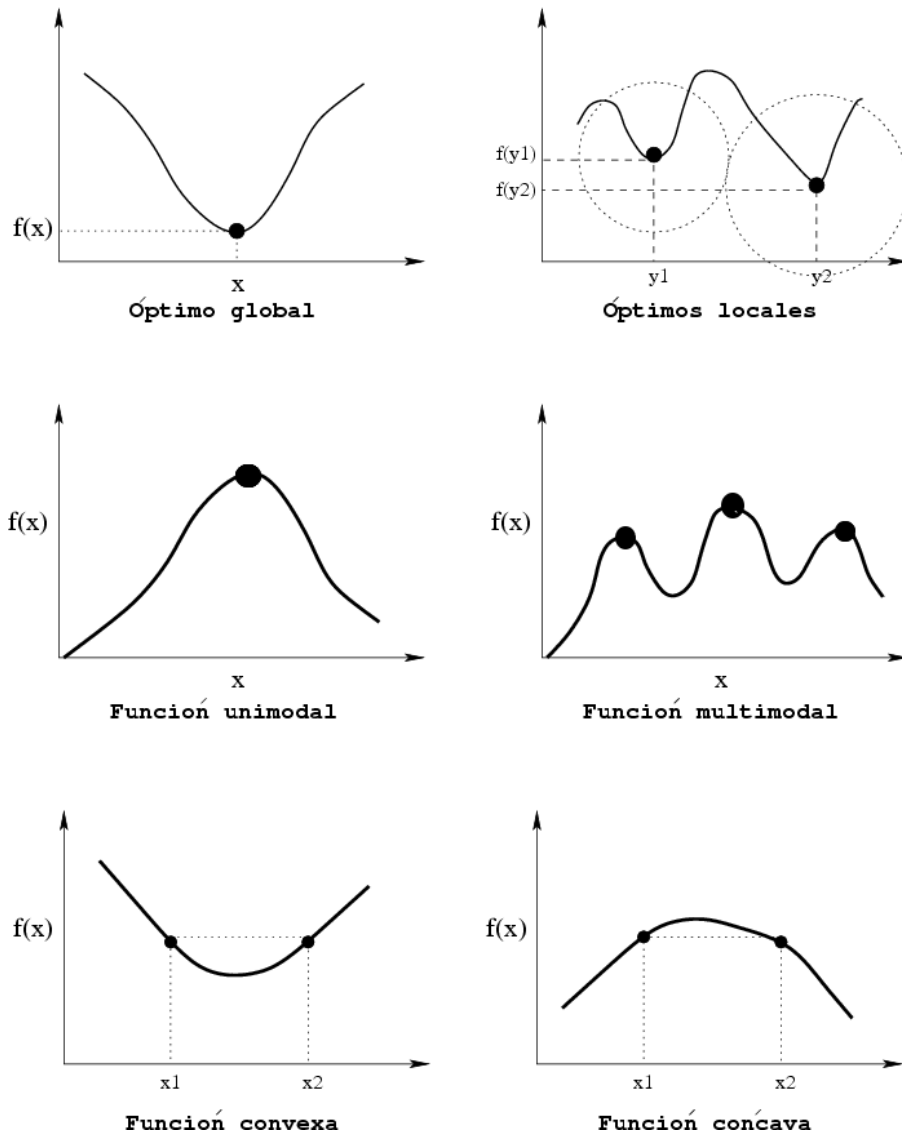 f(x)
x
Óptimo global
f(y1)
f(y2)
y1
y2
Óptimos locales
f(x)
x
Función unimodal
f(x)
x
Función multimodal
f(x)
x1
x2
Función convexa
f(x)
x1
x2
Función cóncava